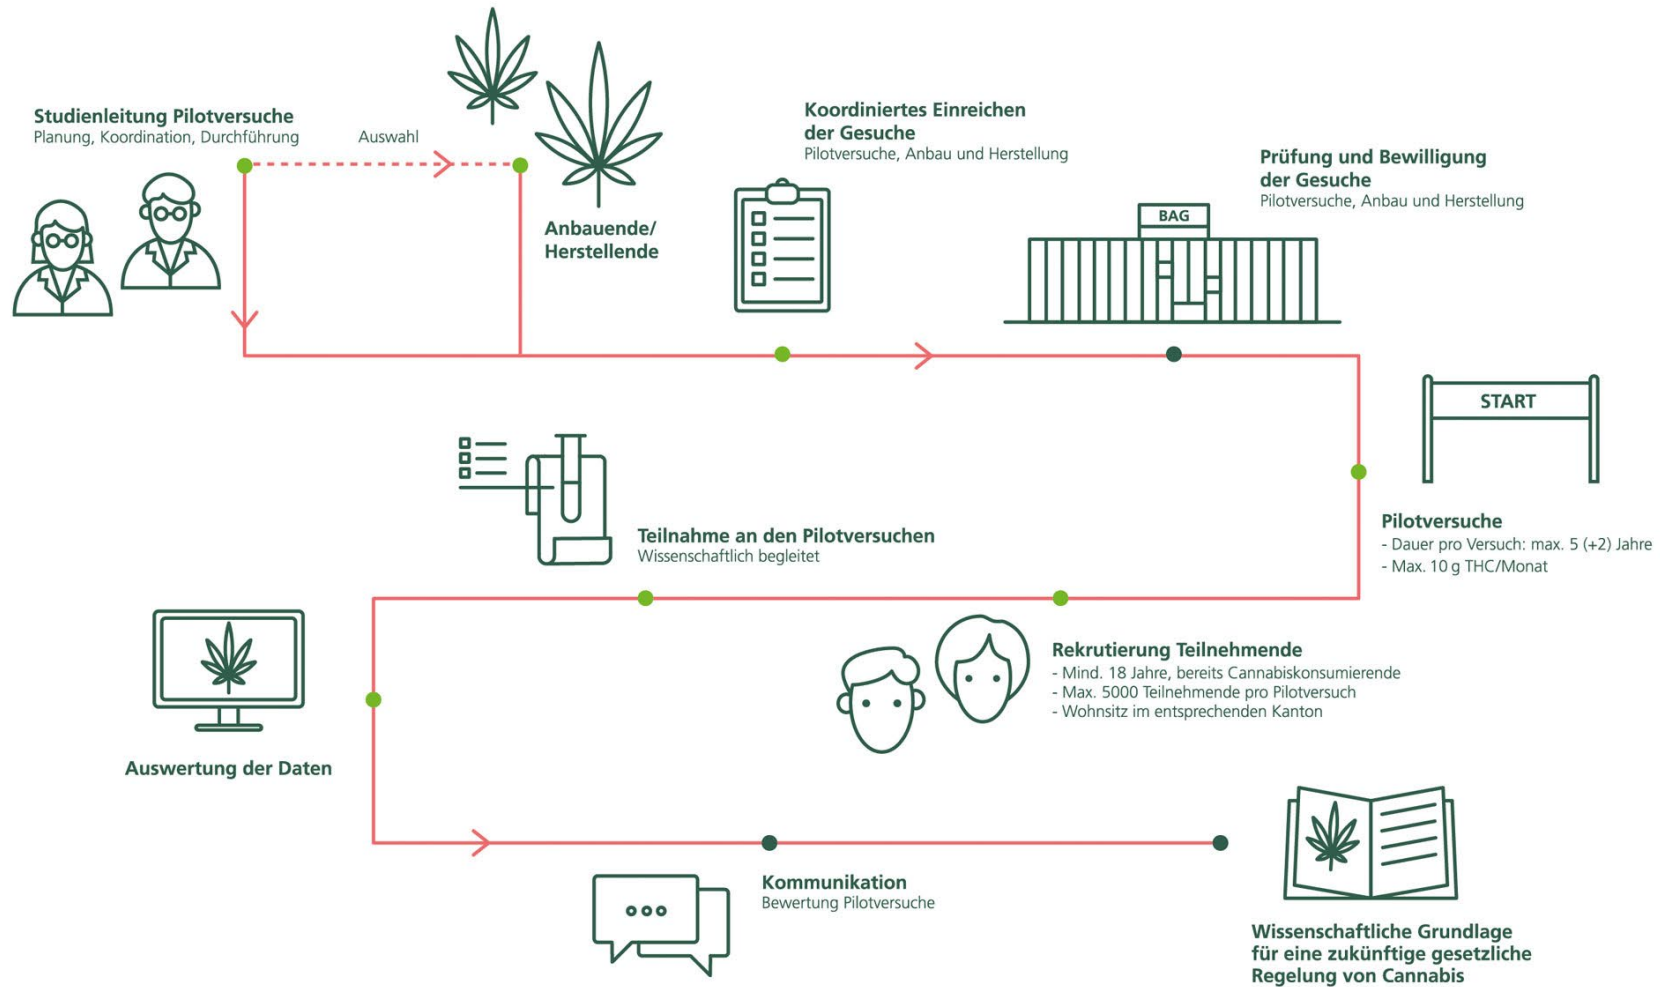 Studienleitung Pilotversuche
Planung, Koordination, Durchführung
Auswahl
Anbauende/
Herstellende
Koordiniertes Einreichen
der Gesuche
Pilotversuche, Anbau und Herstellung
Prüfung und Bewilligung
der Gesuche
Pilotversuche, Anbau und Herstellung
BAG
START
Pilotversuche
- Dauer pro Versuch: max. 5 (+2) Jahre
- Max. 10 g THC/Monat
Rekrutierung Teilnehmende
- Mind. 18 Jahre, bereits Cannabiskonsumierende
- Max. 5000 Teilnehmende pro Pilotversuch
- Wohnsitz im entsprechenden Kanton
Teilnahme an den Pilotversuchen
Wissenschaftlich begleitet
Auswertung der Daten
Kommunikation
Bewertung Pilotversuche
Wissenschaftliche Grundlage
für eine zukünftige gesetzliche
Regelung von Cannabis